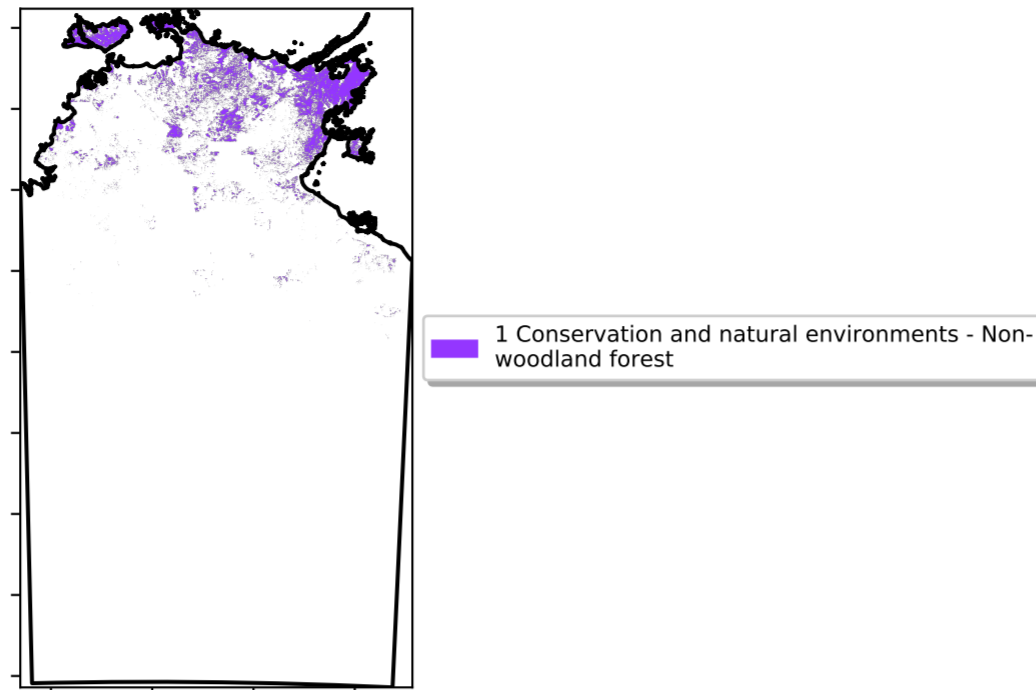 1 Conservation and natural environments - Non-
woodland forest